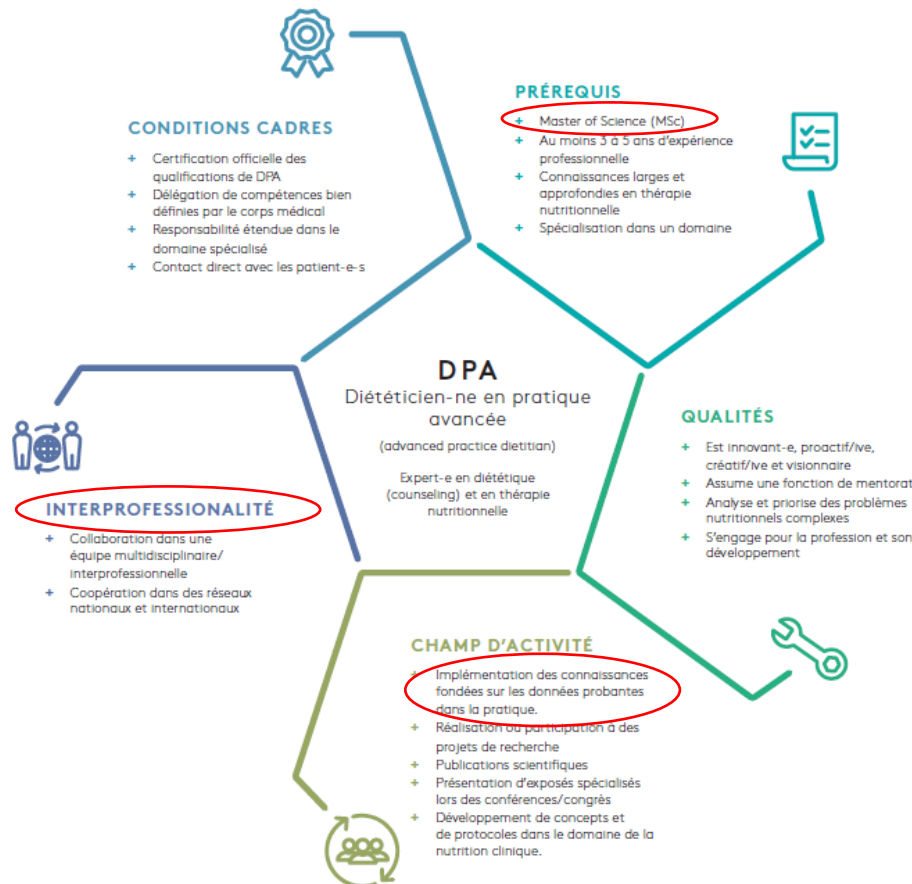 PRÉREQUIS
+ Master of Science (MSc)
+ Au moins 3 à 5 ans d'expérience
professionnelle
+ Connaissances larges et
approfondies en thérapie
nutritionnelle
+ Spécialisation dans un domaine
CONDITIONS CADRES
+ Certification officielle des
qualifications de DPA
+ Délégation de compétences bien
définies par le corps médical
+ Responsabilité étendue dans le
domaine spécialisé
+ Contact direct avec les patient-e-s
DPA
Diététicien-ne en pratique
avancée
(advanced practice dietitian)
Expert-e en diététique
(counseling) et en thérapie
nutritionnelle
QUALITÉS
+ Est innovant-e, proactif/ive,
créatif/ive et visionnaire
+ Assume une fonction de mentorat
+ Analyse et priorise des problèmes
nutritionnels complexes
+ S'engage pour la profession et son
développement
INTERPROFESSIONALITÉ
+ Collaboration dans une
équipe multidisciplinaire/
interprofessionnelle
+ Coopération dans des réseaux
nationaux et internationaux
CHAMP D'ACTIVITÉ
+ Implémentation des connaissances
fondées sur les données probantes
dans la pratique.
+ Réalisation ou participation à des
projets de recherche
+ Publications scientifiques
+ Présentation d'exposés spécialisés
lors des conférences/congrès
+ Développement de concepts et
de protocoles dans le domaine de la
nutrition clinique.